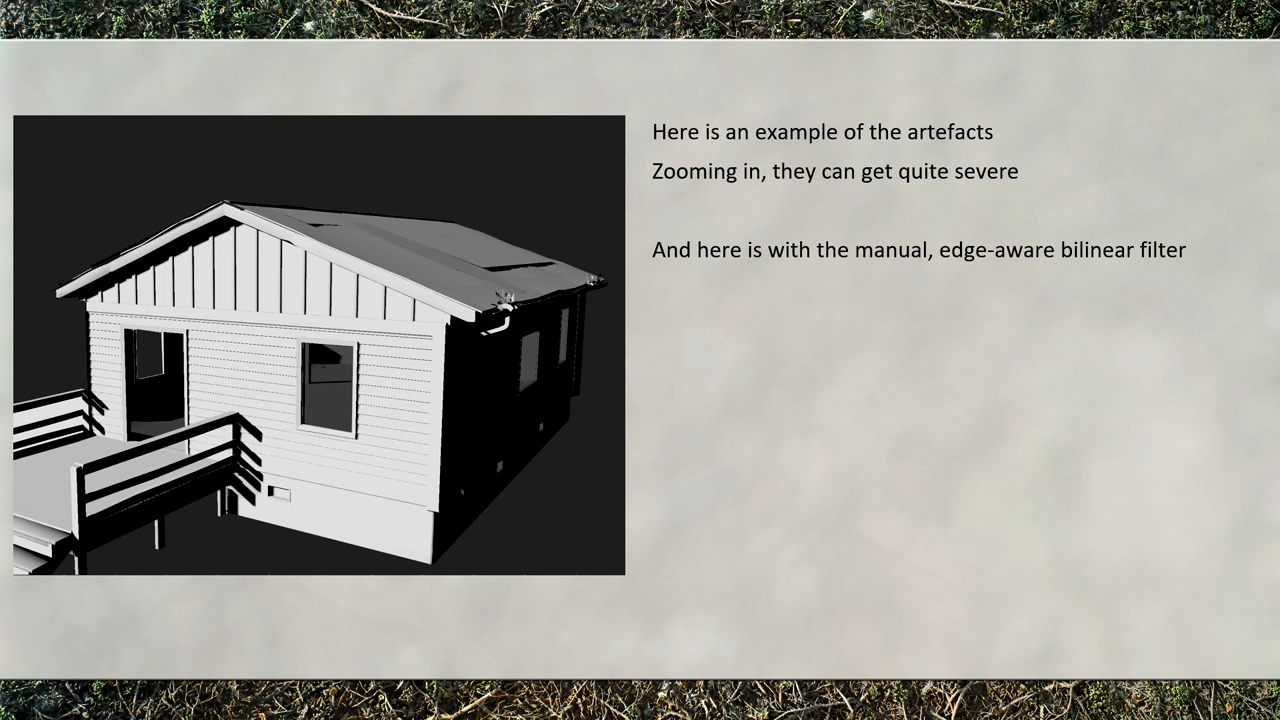 Here is an example of the artefacts
Zooming in, they can get quite severe
And here is with the manual, edge-aware bilinear filter